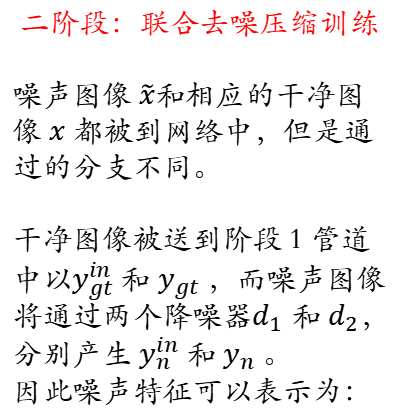 二阶段：联合去噪压缩训练
噪声图像 x̃和相应的干净图
像 x 都被到网络中，但是通
过的分支不同。
干净图像被送到阶段 1 管道
中以y_{gt}^{in} 和 y_{gt} ，而噪声图像
将通过两个降噪器d_1 和 d_2，
分别产生 y_n^{in} 和 y_n 。
因此噪声特征可以表示为：